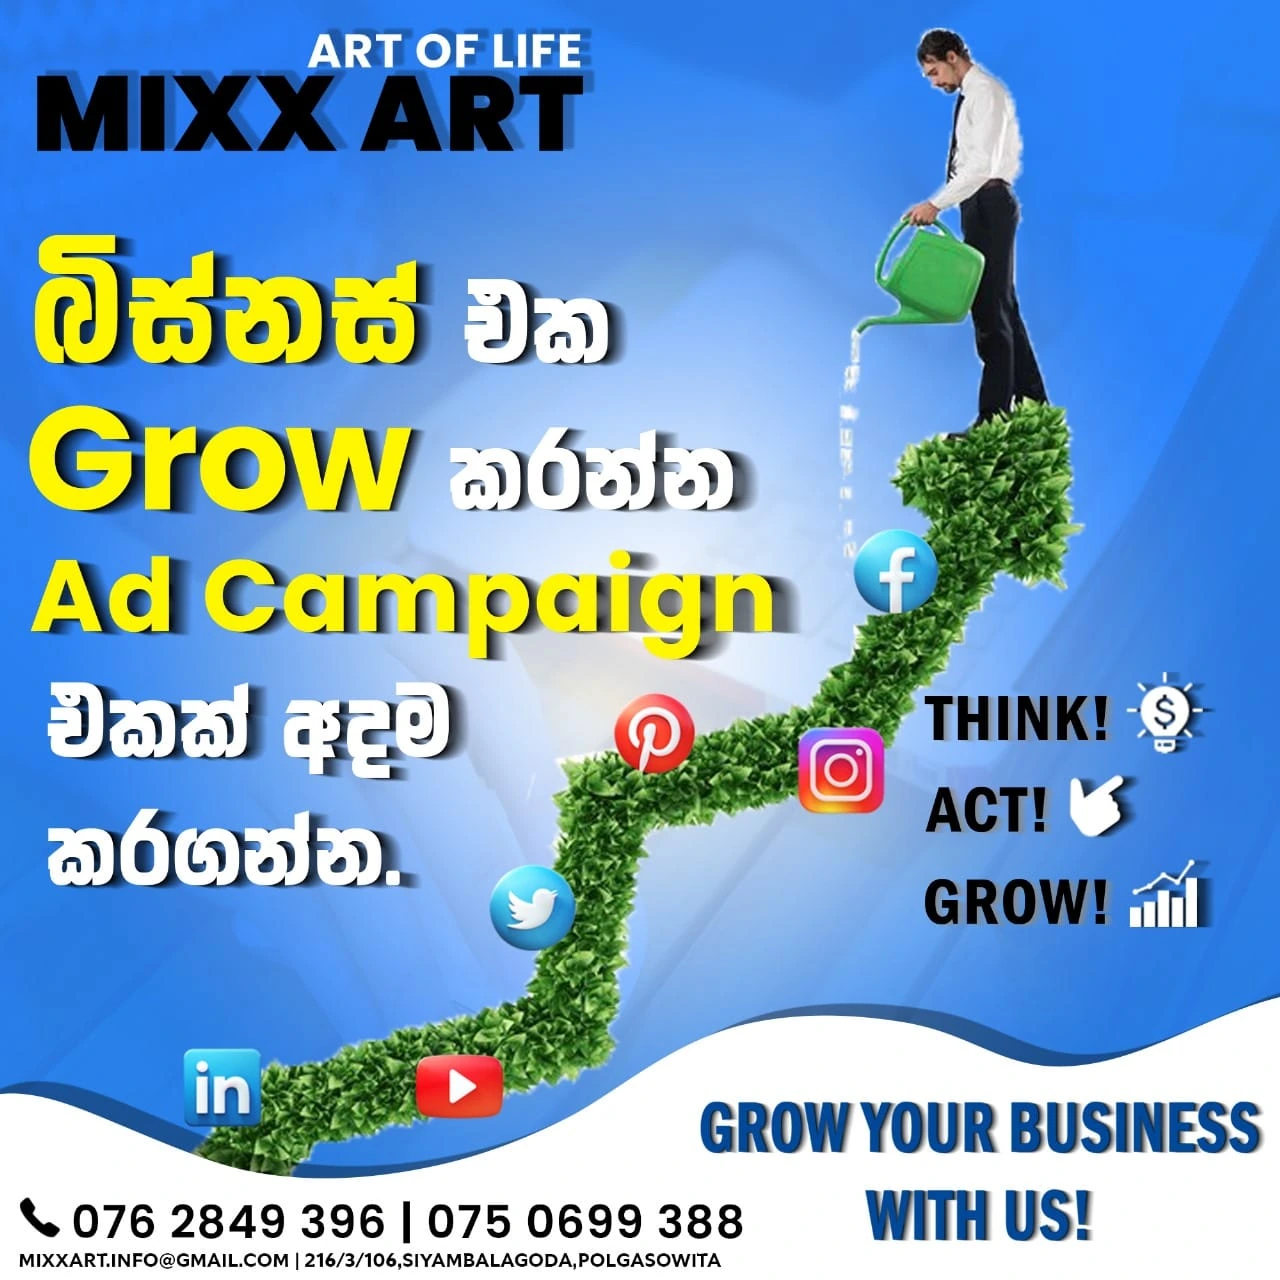 ART OF LIFE
MIXX ART
බිස්නස් එක
Grow කරන්න
Ad Campaign
එකක් අදම
කරගන්න.
THINK!
ACT!
GROW!
GROW YOUR BUSINESS
WITH US!
076 2849 396 | 075 0699 388
MIXXART.INFO@GMAIL.COM | 216/3/106,SIYAMBALAGODA,POLGASOWITA